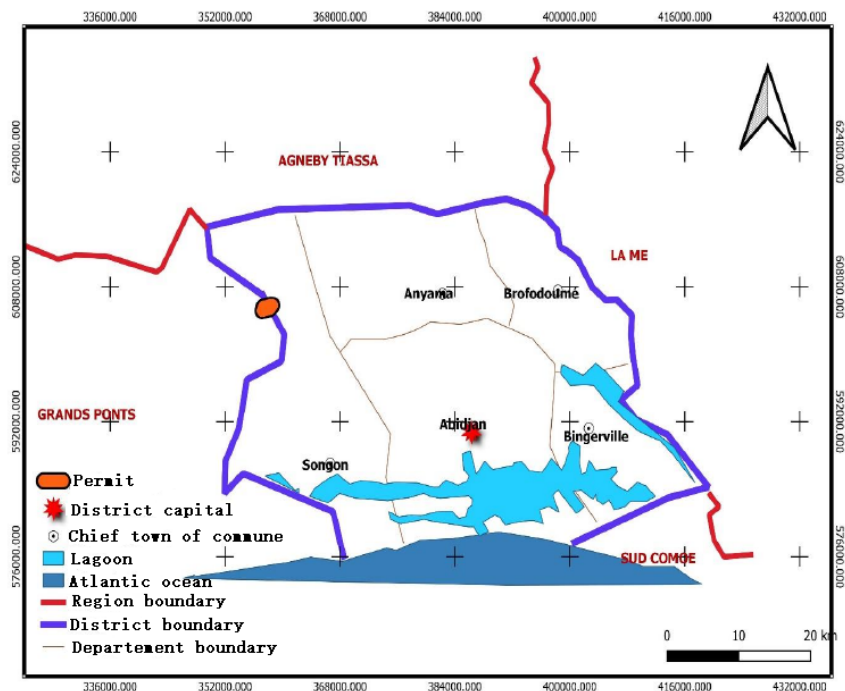 336000.000 352000.000 368000.000 384000.000 400000.000 416000.000 432000.000
624000.000 624000.000
AGNEBY TIASSA
LA ME
608000.000 608000.000
Anyama Brofodoumé
GRANDS PONTS
592000.000 592000.000
Abidjan
Bingerville
Songon
Permit
District capital
Chief town of commune
Lagoon
576000.000 576000.000
SUD COMOE
Atlantic ocean
Region boundary
District boundary
Departement boundary
0 10 20 km
336000.000 352000.000 368000.000 384000.000 400000.000 416000.000 432000.000